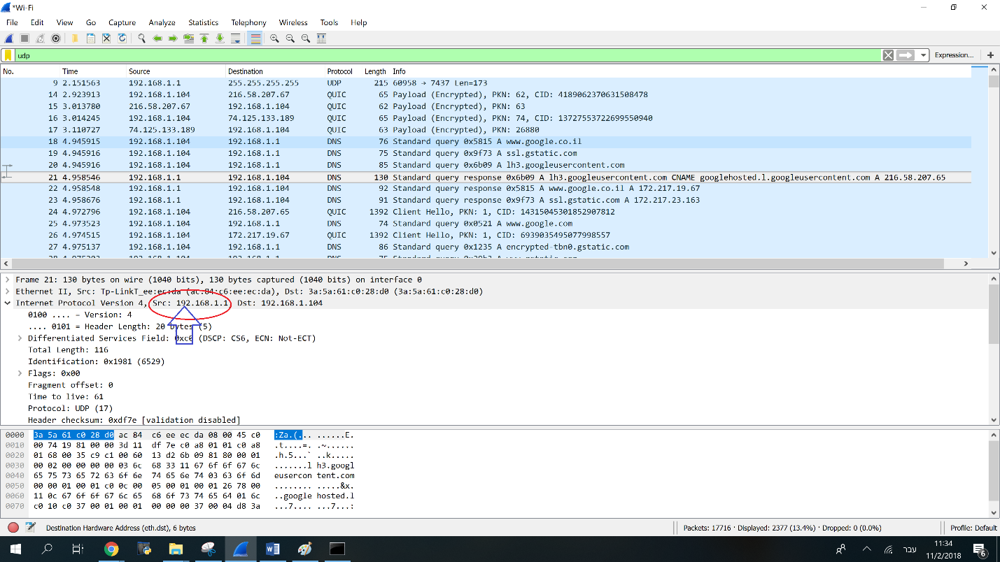 *Wi-Fi
File Edit View Go Capture Analyze Statistics Telephony Wireless Tools Help
udp Expression... +
No. Time Source Destination Protocol Length Info
9 2.151563 192.168.1.1 255.255.255.255 UDP 215 60958 → 7437 Len=173
14 2.923913 192.168.1.104 216.58.207.67 QUIC 65 Payload (Encrypted), PKN: 62, CID: 4189062370631508478
15 3.013780 216.58.207.67 192.168.1.104 QUIC 62 Payload (Encrypted), PKN: 63
16 3.014245 192.168.1.104 74.125.133.189 QUIC 65 Payload (Encrypted), PKN: 74, CID: 13727553722699550940
17 3.110727 74.125.133.189 192.168.1.104 QUIC 63 Payload (Encrypted), PKN: 26880
18 4.945915 192.168.1.104 192.168.1.1 DNS 76 Standard query 0x5815 A www.google.co.il
19 4.945916 192.168.1.104 192.168.1.1 DNS 75 Standard query 0x9f73 A ssl.gstatic.com
20 4.945916 192.168.1.104 192.168.1.1 DNS 85 Standard query 0x6b09 A lh3.googleusercontent.com
21 4.958546 192.168.1.1 192.168.1.104 DNS 130 Standard query response 0x6b09 A lh3.googleusercontent.com CNAME googlehosted.l.googleusercontent.com A 216.58.207.65
22 4.958548 192.168.1.1 192.168.1.104 DNS 92 Standard query response 0x5815 A www.google.co.il A 172.217.19.67
23 4.958676 192.168.1.1 192.168.1.104 DNS 91 Standard query response 0x9f73 A ssl.gstatic.com A 172.217.23.163
24 4.972796 192.168.1.104 216.58.207.65 QUIC 1392 Client Hello, PKN: 1, CID: 14315045301852907812
25 4.973523 192.168.1.104 192.168.1.1 DNS 74 Standard query 0x0521 A www.google.com
26 4.974515 192.168.1.104 172.217.19.67 QUIC 1392 Client Hello, PKN: 1, CID: 6939035495077998557
27 4.975137 192.168.1.104 192.168.1.1 DNS 86 Standard query 0x1235 A encrypted-tbn0.gstatic.com
Frame 21: 130 bytes on wire (1040 bits), 130 bytes captured (1040 bits) on interface 0
Ethernet II, Src: Tp-LinkT_ee:ec:da (ac:84:c6:ee:ec:da), Dst: 3a:5a:61:c0:28:d0 (3a:5a:61:c0:28:d0)
Internet Protocol Version 4, Src: 192.168.1.1, Dst: 192.168.1.104
0100 .... = Version: 4
.... 0101 = Header Length: 20 bytes (5)
Differentiated Services Field: 0xc0 (DSCP: CS6, ECN: Not-ECT)
Total Length: 116
Identification: 0x1981 (6529)
Flags: 0x00
Fragment offset: 0
Time to live: 61
Protocol: UDP (17)
Header checksum: 0xdf7e [validation disabled]
0000 3a 5a 61 c0 28 d0 ac 84 c6 ee ec da 08 00 45 c0 :Za.(... ......E.
0010 00 74 19 81 00 00 3d 11 df 7e c0 a8 01 01 c0 a8 .t....=. .~......
0020 01 68 00 35 c9 c1 00 60 13 d2 6b 09 81 80 00 01 .h.5...` ..k.....
0030 00 02 00 00 00 00 03 6c 68 33 11 67 6f 6f 67 6c .......l h3.googl
0040 65 75 73 65 72 63 6f 6e 74 65 6e 74 03 63 6f 6d eusercon tent.com
0050 00 00 01 00 01 c0 0c 00 05 00 01 00 01 26 78 00 ........ .....&x.
0060 11 0c 67 6f 6f 67 6c 65 68 6f 73 74 65 64 01 6c ..google hosted.l
0070 c0 10 c0 37 00 01 00 01 00 00 00 37 00 04 d8 3a ...7.... ...7...:
Destination Hardware Address (eth.dst), 6 bytes Packets: 17716 · Displayed: 2377 (13.4%) · Dropped: 0 (0.0%) Profile: Default
עבר 11:34
11/2/2018 6